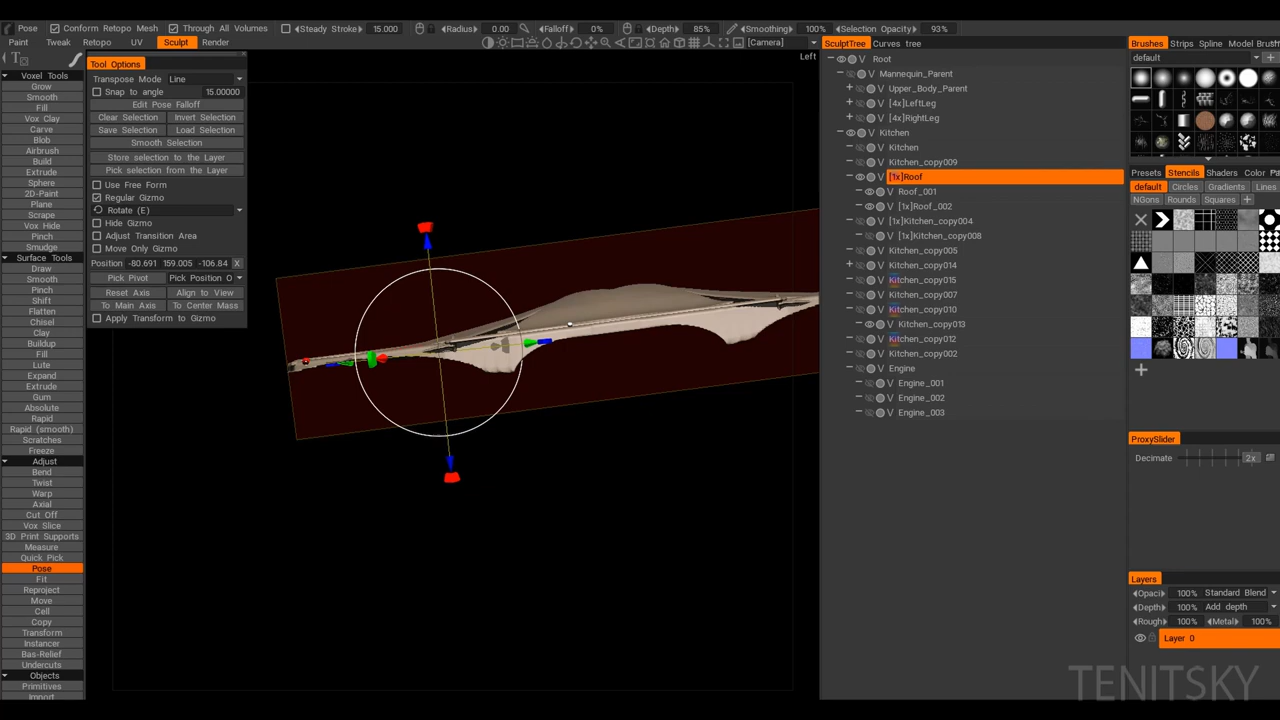 Pose Conform Retopo Mesh Through All Volumes Steady Stroke 15.000 Radius 0.00 Falloff 0% Depth 85% Smoothing 100% Selection Opacity 93%
Paint Tweak Retopo UV Sculpt Render [Camera]
Left
Tool Options
Transpose Mode Line
Snap to angle 15.00000
Edit Pose Falloff
Clear Selection Invert Selection
Save Selection Load Selection
Smooth Selection
Store selection to the Layer
Pick selection from the Layer
Use Free Form
Regular Gizmo
Rotate (E)
Hide Gizmo
Adjust Transition Area
Move Only Gizmo
Position -80.691 159.005 -106.84 X
Pick Pivot Pick Position O
Reset Axis Align to View
To Main Axis To Center Mass
Apply Transform to Gizmo
Voxel Tools
Grow
Smooth
Fill
Vox Clay
Carve
Blob
Airbrush
Build
Extrude
Sphere
2D-Paint
Plane
Scrape
Vox Hide
Pinch
Smudge
Surface Tools
Draw
Smooth
Pinch
Shift
Flatten
Chisel
Clay
Buildup
Fill
Lute
Expand
Extrude
Gum
Absolute
Rapid
Rapid (smooth)
Scratches
Freeze
Adjust
Bend
Twist
Warp
Axial
Cut Off
Vox Slice
3D Print Supports
Measure
Quick Pick
Pose
Fit
Reproject
Move
Cell
Copy
Transform
Instancer
Bas-Relief
Undercuts
Objects
Primitives
Import
SculptTree Curves tree
V Root
V Mannequin_Parent
V Upper_Body_Parent
V [4x]LeftLeg
V [4x]RightLeg
V Kitchen
V Kitchen
V Kitchen_copy009
V [1x]Roof
V Roof_001
V [1x]Roof_002
V [1x]Kitchen_copy004
V [1x]Kitchen_copy008
V Kitchen_copy005
V Kitchen_copy014
V Kitchen_copy015
V Kitchen_copy007
V Kitchen_copy010
V Kitchen_copy013
V Kitchen_copy012
V Kitchen_copy002
V Engine
V Engine_001
V Engine_002
V Engine_003
Brushes Strips Spline Model
default
Presets Stencils Shaders Color
default Circles Gradients Lines
NGons Rounds Squares
ProxySlider
Decimate 2x
Layers
Opaci 100% Standard Blend
Depth 100% Add depth
Rough 100% Metal 100%
Layer 0
TENITSKY